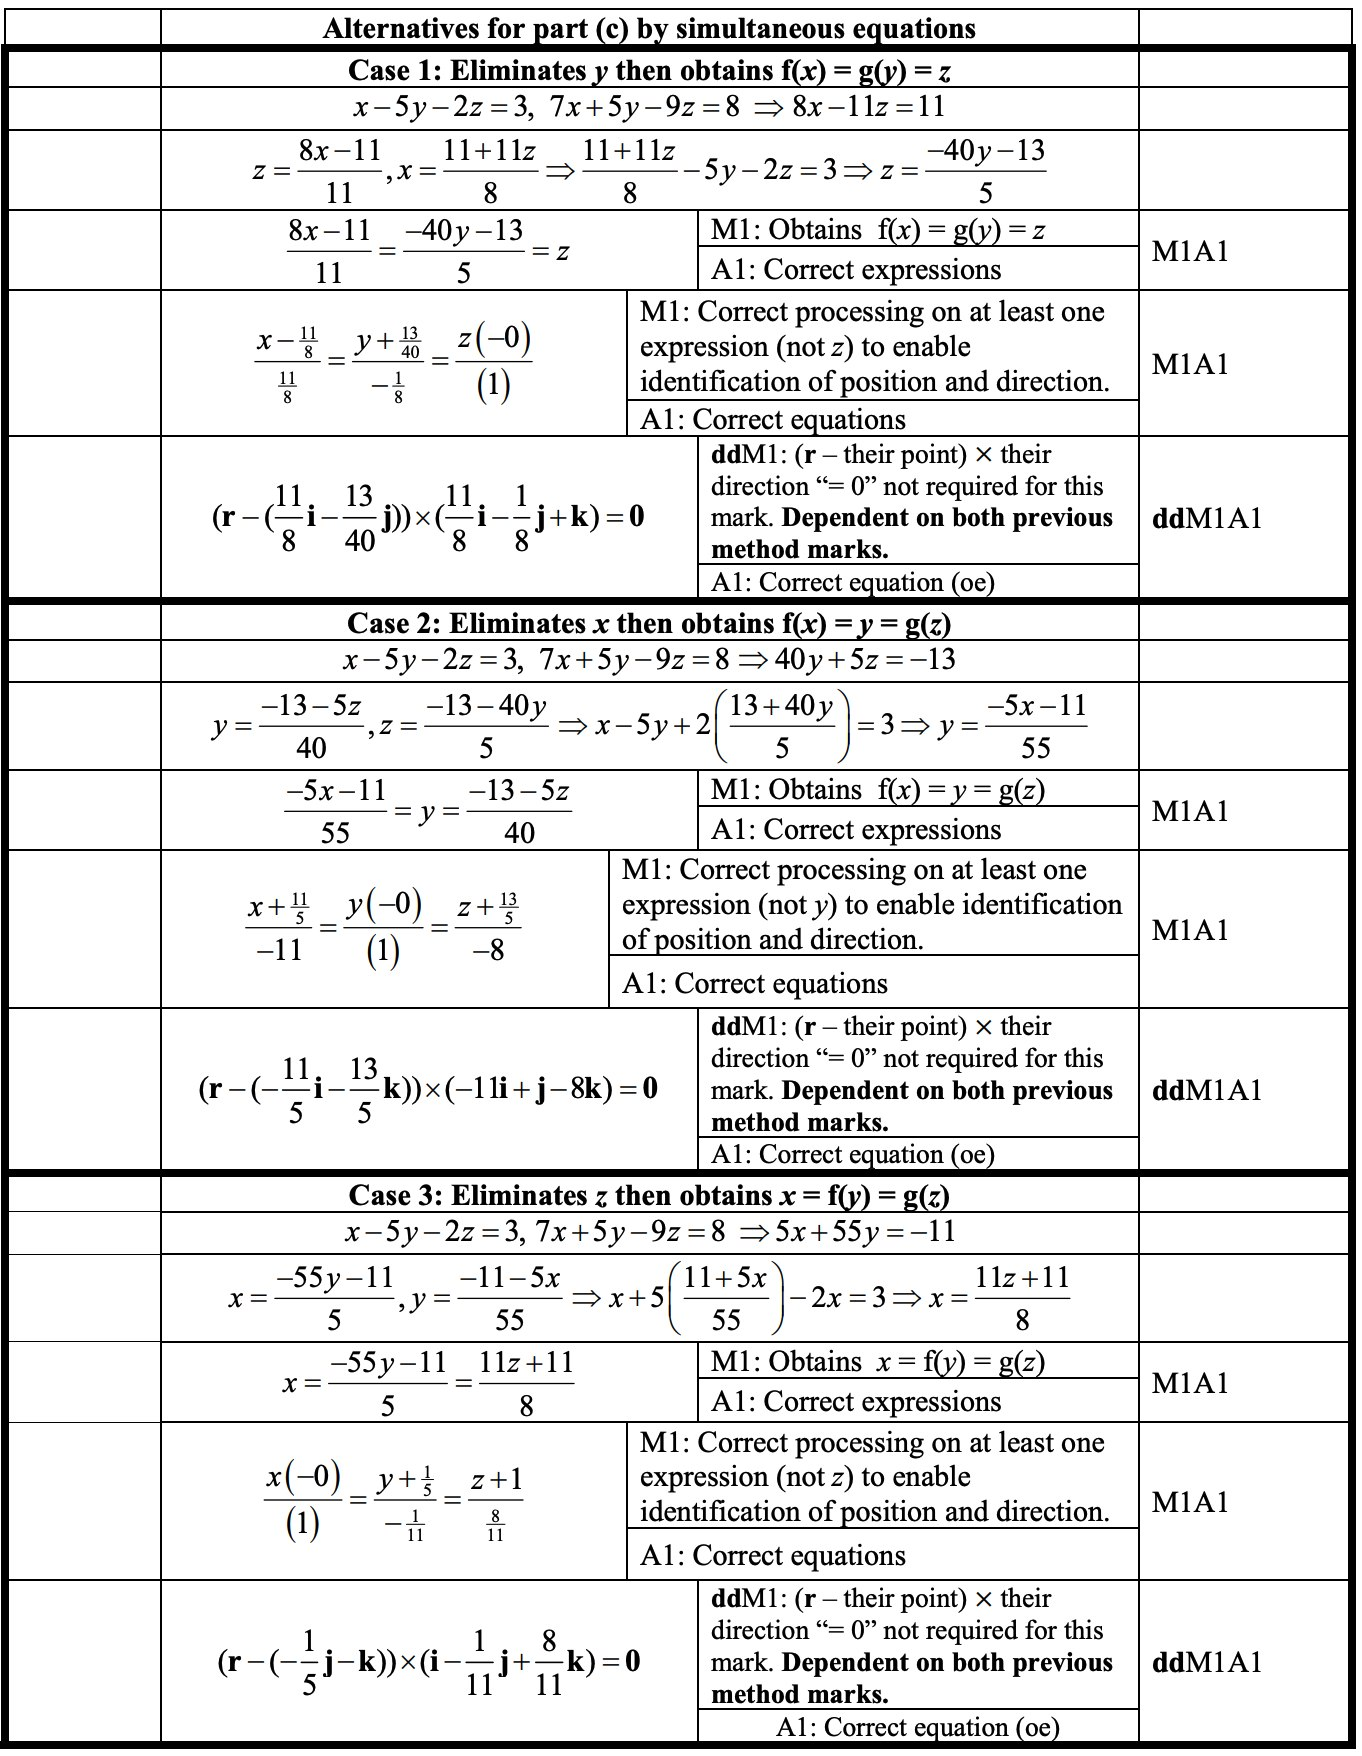 Alternatives for part (c) by simultaneous equations
Case 1: Eliminates y then obtains f(x) = g(y) = z
x − 5y − 2z = 3, 7x + 5y − 9z = 8 ⇒ 8x − 11z = 11
z = (8x − 11)/11, x = (11 + 11z)/8 ⇒ (11 + 11z)/8 − 5y − 2z = 3 ⇒ z = (−40y − 13)/5
(8x − 11)/11 = (−40y − 13)/5 = z
M1: Obtains f(x) = g(y) = z
A1: Correct expressions
M1A1
(x − 11/8)/(11/8) = (y + 13/40)/(−1/8) = z(−0)/(1)
M1: Correct processing on at least one
expression (not z) to enable
identification of position and direction.
A1: Correct equations
M1A1
(r − (11/8 i − 13/40 j)) × (11/8 i − 1/8 j + k) = 0
ddM1: (r – their point) × their
direction “= 0” not required for this
mark. Dependent on both previous
method marks.
A1: Correct equation (oe)
ddM1A1
Case 2: Eliminates x then obtains f(x) = y = g(z)
x − 5y − 2z = 3, 7x + 5y − 9z = 8 ⇒ 40y + 5z = −13
y = (−13 − 5z)/40, z = (−13 − 40y)/5 ⇒ x − 5y + 2((13 + 40y)/5) = 3 ⇒ y = (−5x − 11)/55
(−5x − 11)/55 = y = (−13 − 5z)/40
M1: Obtains f(x) = y = g(z)
A1: Correct expressions
M1A1
(x + 11/5)/−11 = y(−0)/(1) = (z + 13/5)/−8
M1: Correct processing on at least one
expression (not y) to enable identification
of position and direction.
A1: Correct equations
M1A1
(r − (−11/5 i − 13/5 k)) × (−11i + j − 8k) = 0
ddM1: (r – their point) × their
direction “= 0” not required for this
mark. Dependent on both previous
method marks.
A1: Correct equation (oe)
ddM1A1
Case 3: Eliminates z then obtains x = f(y) = g(z)
x − 5y − 2z = 3, 7x + 5y − 9z = 8 ⇒ 5x + 55y = −11
x = (−55y − 11)/5, y = (−11 − 5x)/55 ⇒ x + 5((11 + 5x)/55) − 2x = 3 ⇒ x = (11z + 11)/8
x = (−55y − 11)/5 = (11z + 11)/8
M1: Obtains x = f(y) = g(z)
A1: Correct expressions
M1A1
x(−0)/(1) = (y + 1/5)/(−1/11) = (z + 1)/(8/11)
M1: Correct processing on at least one
expression (not z) to enable
identification of position and direction.
A1: Correct equations
M1A1
(r − (−1/5 j − k)) × (i − 1/11 j + 8/11 k) = 0
ddM1: (r – their point) × their
direction “= 0” not required for this
mark. Dependent on both previous
method marks.
A1: Correct equation (oe)
ddM1A1